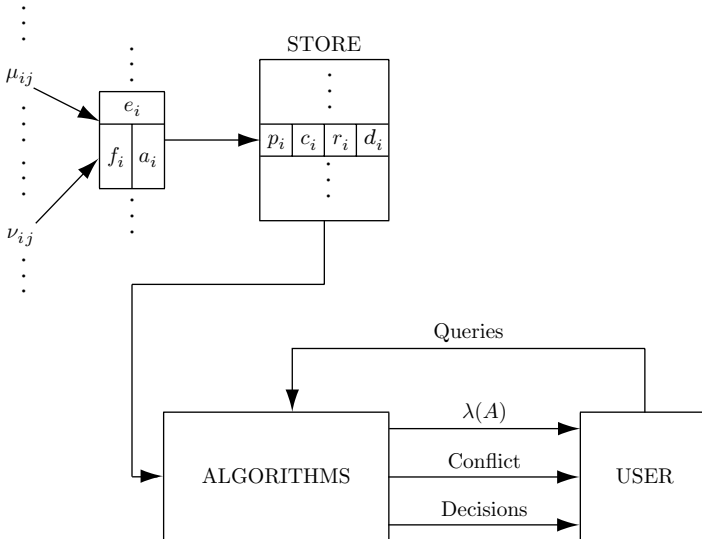 STORE
μij
ei
fi ai
pi ci ri di
νij
Queries
λ(A)
Conflict
Decisions
ALGORITHMS
USER